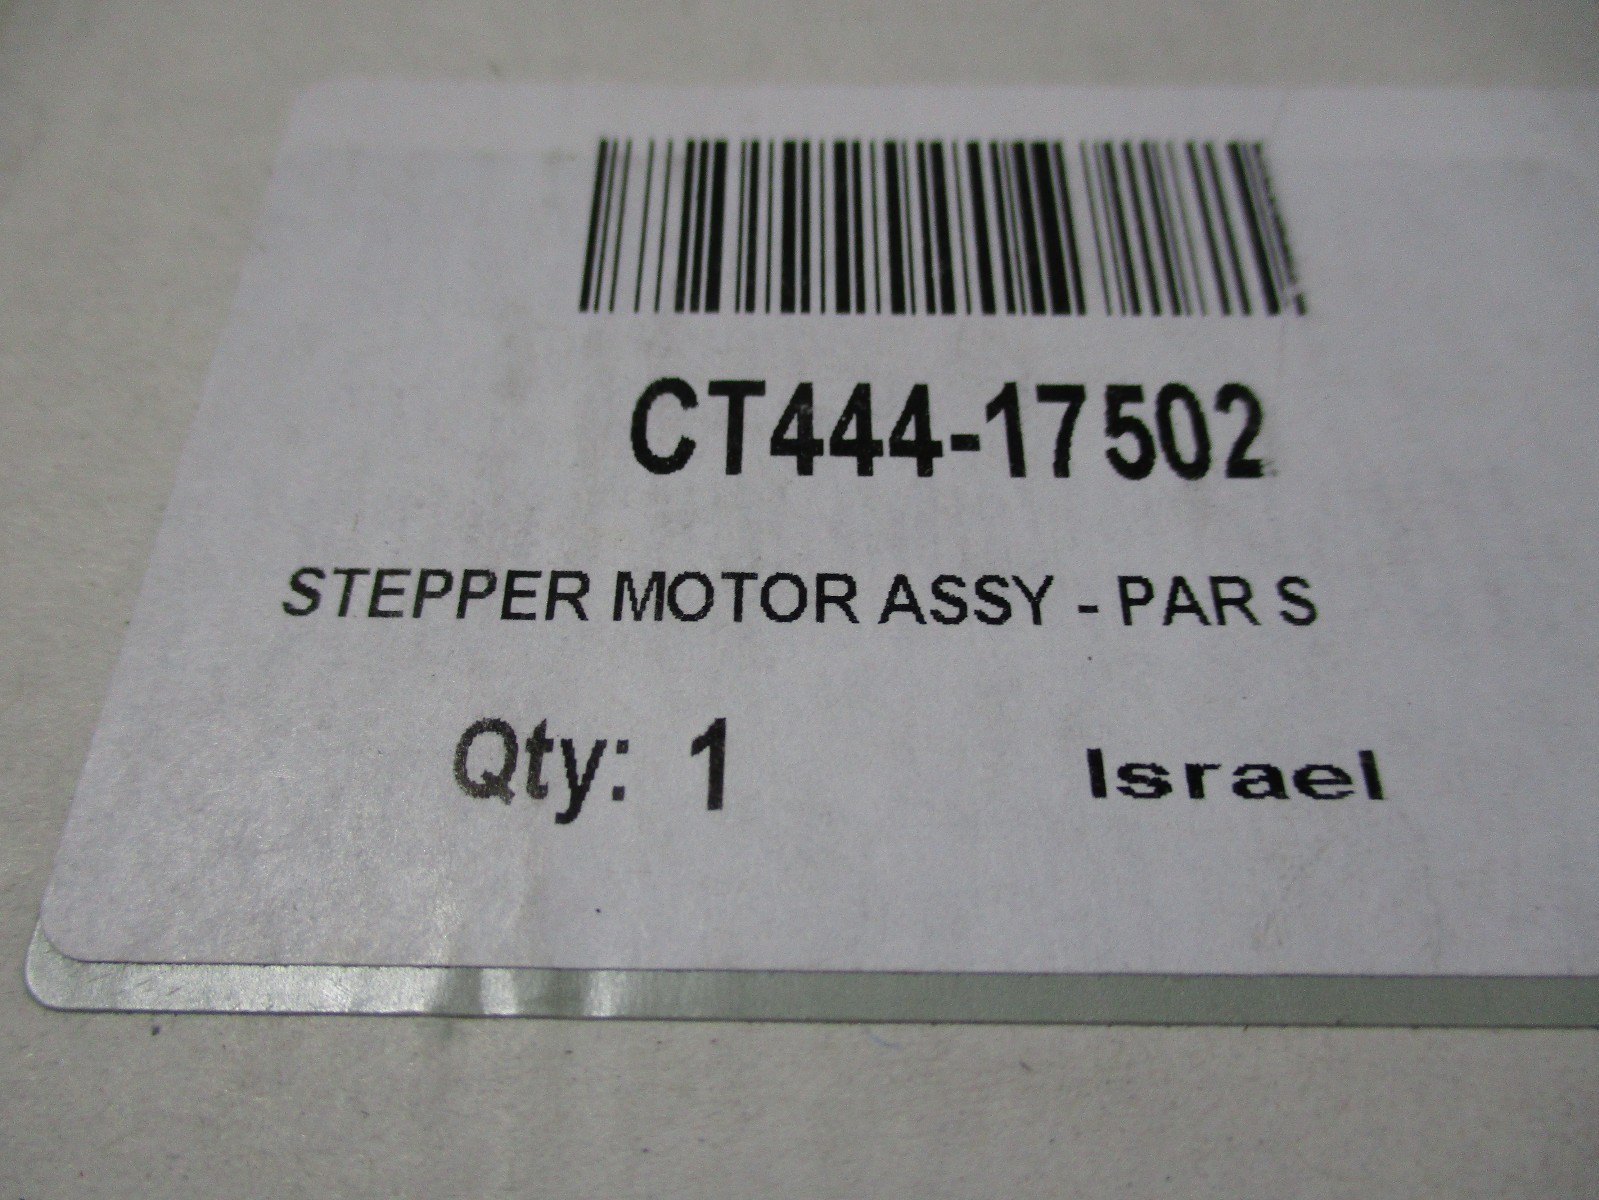 CT444-17502
STEPPER MOTOR ASSY - PAR S
Qty: 1 Israel